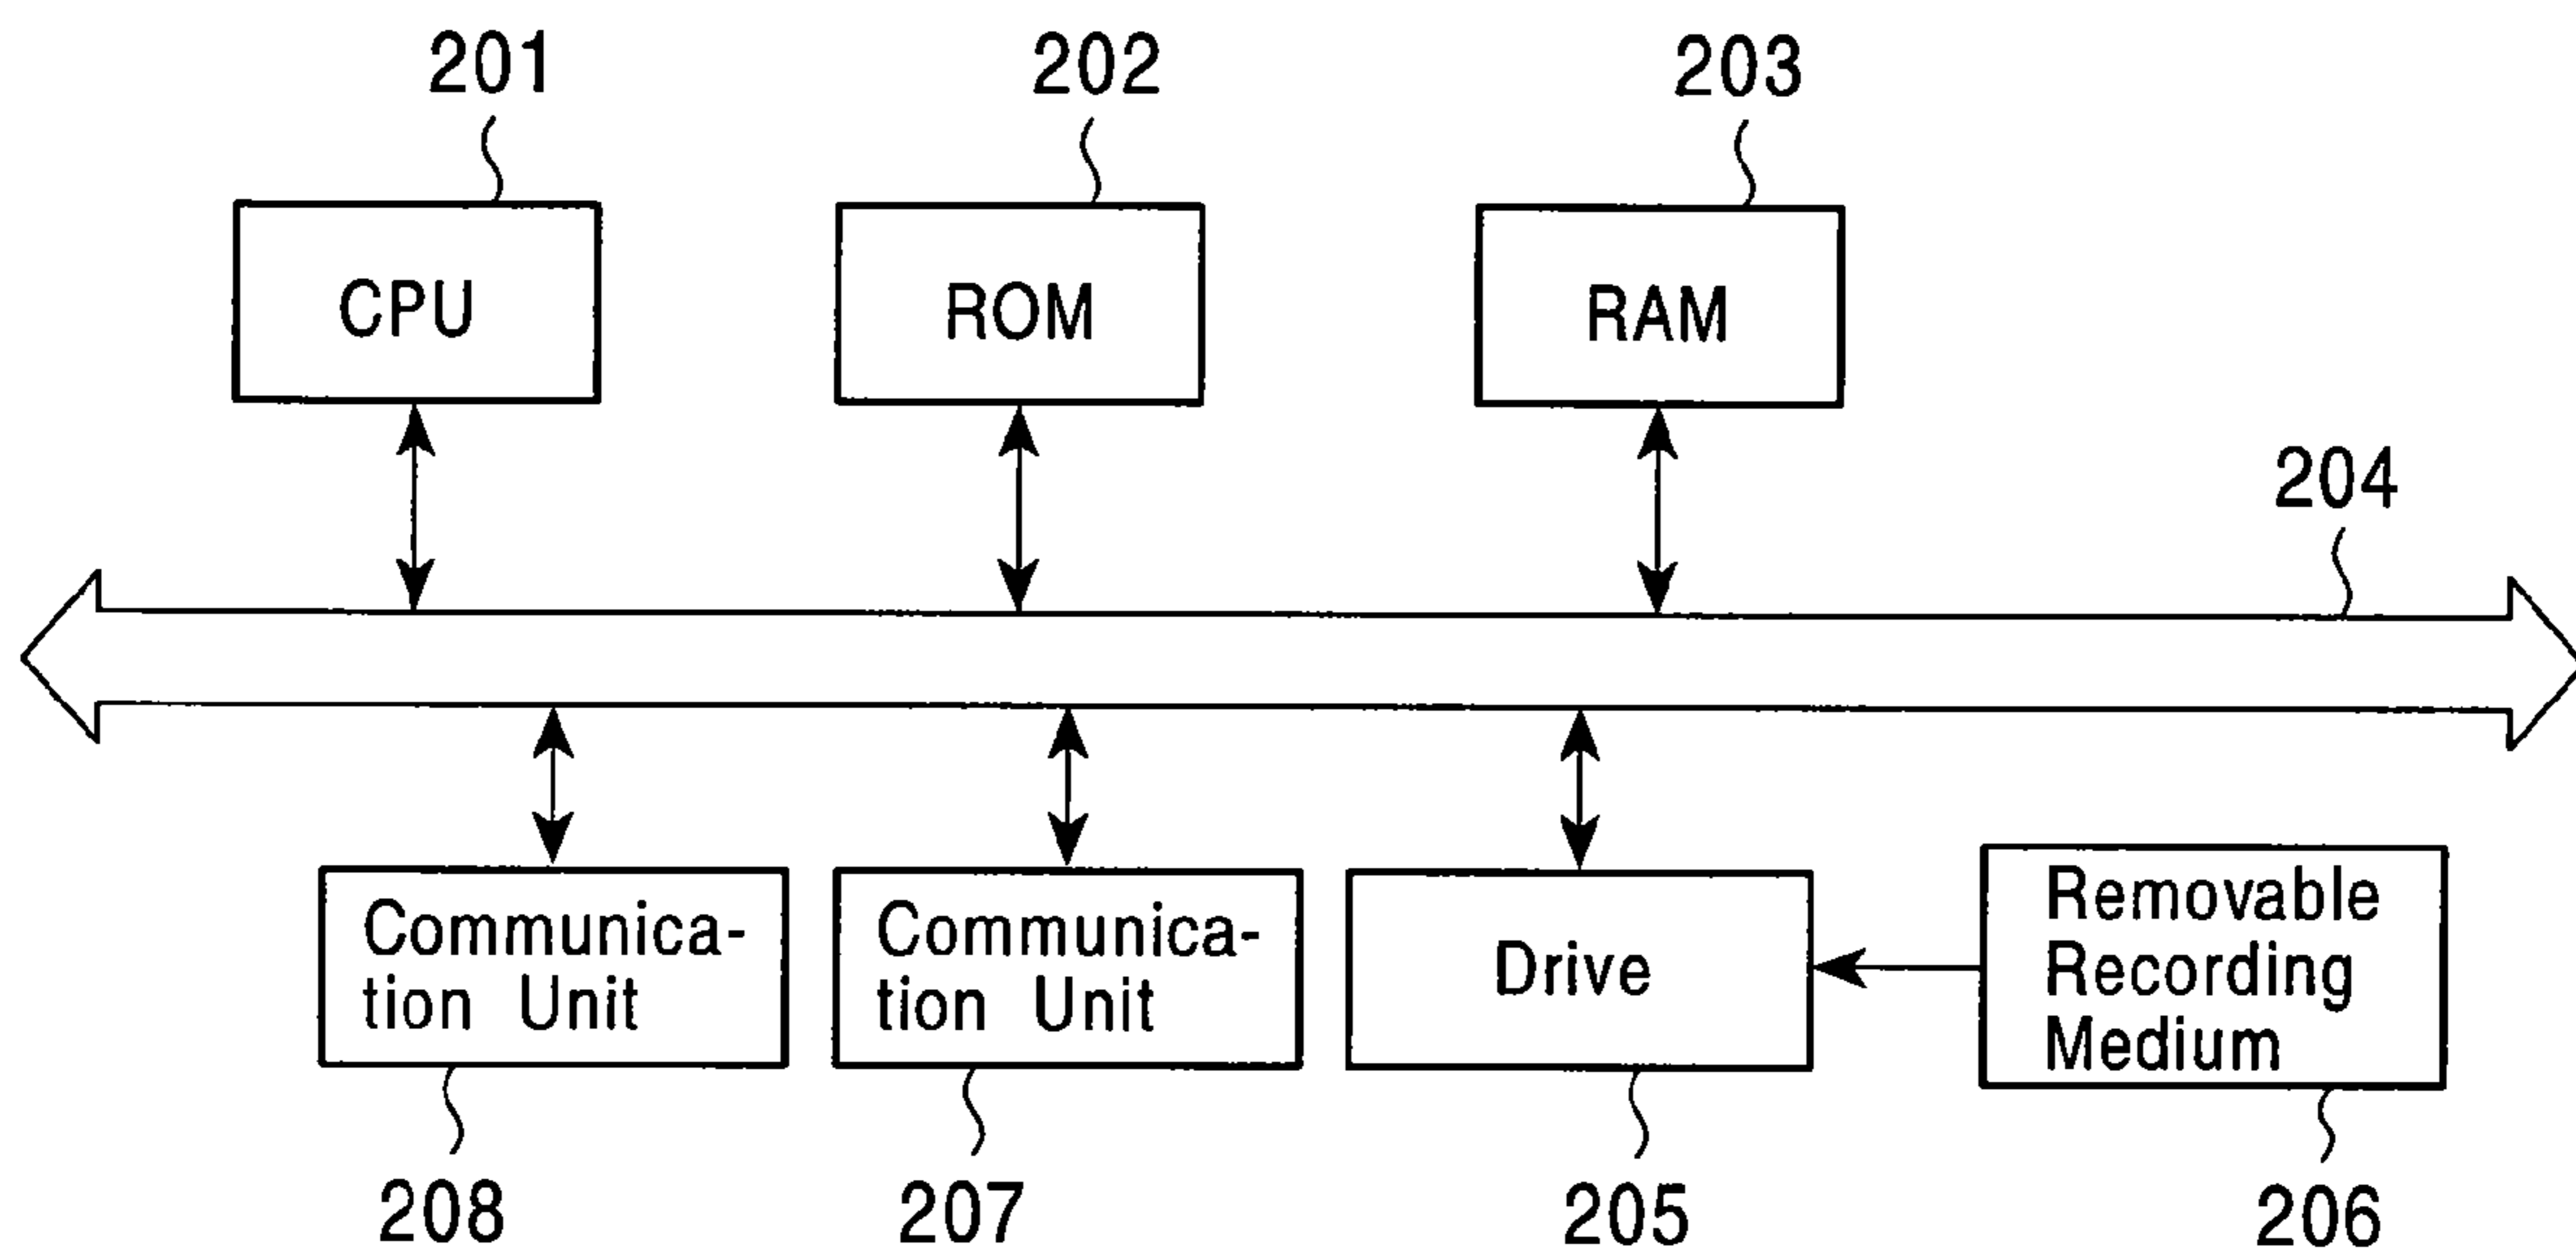 201
202
203
CPU
ROM
RAM
204
Communica-
tion Unit
Communica-
tion Unit
Drive
Removable
Recording
Medium
208
207
205
206